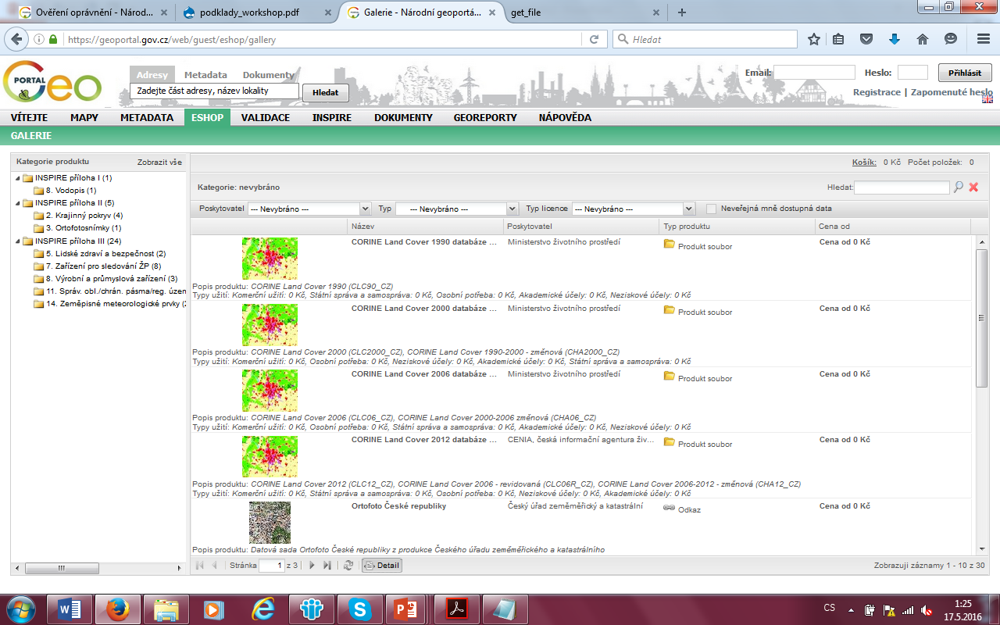 Ověření oprávnění - Národ...
podklady_workshop.pdf
Galerie - Národní geoportá...
get_file
https://geoportal.gov.cz/web/guest/eshop/gallery
Hledat
PORTAL
Geo
Adresy Metadata Dokumenty
Zadejte část adresy, název lokality
Hledat
Email: Heslo: Přihlásit
Registrace | Zapomenuté heslo
VÍTEJTE MAPY METADATA ESHOP VALIDACE INSPIRE DOKUMENTY GEOREPORTY NÁPOVĚDA
GALERIE
Kategorie produktu Zobrazit vše
INSPIRE příloha I (1)
8. Vodopis (1)
INSPIRE příloha II (5)
2. Krajinný pokryv (4)
3. Ortofotosnímky (1)
INSPIRE příloha III (24)
5. Lidské zdraví a bezpečnost (2)
7. Zařízení pro sledování ŽP (8)
8. Výrobní a průmyslová zařízení (3)
11. Správ. obl./chrán. pásma/reg. územ
14. Zeměpisné meteorologické prvky (
Košík: 0 Kč Počet položek: 0
Kategorie: nevybráno
Hledat:
Poskytovatel --- Nevybráno --- Typ --- Nevybráno --- Typ licence --- Nevybráno --- Neveřejná mně dostupná data
Název Poskytovatel Typ produktu Cena od
CORINE Land Cover 1990 databáze ... Ministerstvo životního prostředí Produkt soubor Cena od 0 Kč
Popis produktu: CORINE Land Cover 1990 (CLC90_CZ)
Typy užití: Komerční užití: 0 Kč, Státní správa a samospráva: 0 Kč, Osobní potřeba: 0 Kč, Akademické účely: 0 Kč, Neziskové účely: 0 Kč
CORINE Land Cover 2000 databáze ... Ministerstvo životního prostředí Produkt soubor Cena od 0 Kč
Popis produktu: CORINE Land Cover 2000 (CLC2000_CZ), CORINE Land Cover 1990-2000 - změnová (CHA2000_CZ)
Typy užití: Komerční užití: 0 Kč, Osobní potřeba: 0 Kč, Neziskové účely: 0 Kč, Akademické účely: 0 Kč, Státní správa a samospráva: 0 Kč
CORINE Land Cover 2006 databáze ... Ministerstvo životního prostředí Produkt soubor Cena od 0 Kč
Popis produktu: CORINE Land Cover 2006 (CLC06_CZ), CORINE Land Cover 2000-2006 změnová (CHA06_CZ)
Typy užití: Komerční užití: 0 Kč, Osobní potřeba: 0 Kč, Státní správa a samospráva: 0 Kč, Akademické účely: 0 Kč, Neziskové účely: 0 Kč
CORINE Land Cover 2012 databáze ... CENIA, česká informační agentura živ... Produkt soubor Cena od 0 Kč
Popis produktu: CORINE Land Cover 2012 (CLC12_CZ), CORINE Land Cover 2006 - revidovaná (CLC06R_CZ), CORINE Land Cover 2006-2012 - změnová (CHA12_CZ)
Typy užití: Komerční užití: 0 Kč, Státní správa a samospráva: 0 Kč, Osobní potřeba: 0 Kč, Neziskové účely: 0 Kč, Akademické účely: 0 Kč
Ortofoto České republiky Český úřad zeměměřický a katastrální Odkaz Cena od 0 Kč
Popis produktu: Datová sada Ortofoto České republiky z produkce Českého úřadu zeměměřického a katastrálního
Stránka 1 z 3 Detail Zobrazuji záznamy 1 - 10 z 30
CS
1:25
17.5.2016